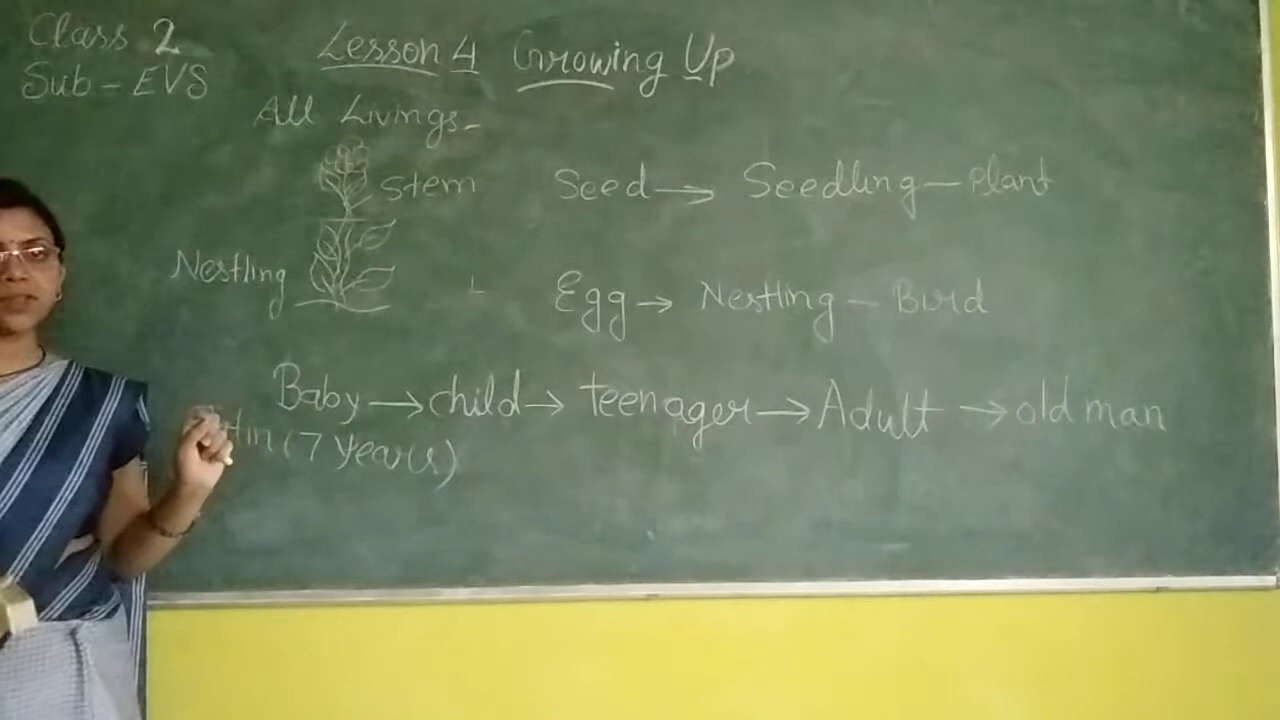 Class 2
Sub - EVS
Lesson 4 Growing Up
All Livings-
Stem
Seed → Seedling - Plant
Nestling
Egg → Nestling - Bird
Baby → child → teenager → Adult → old man
(7 years)